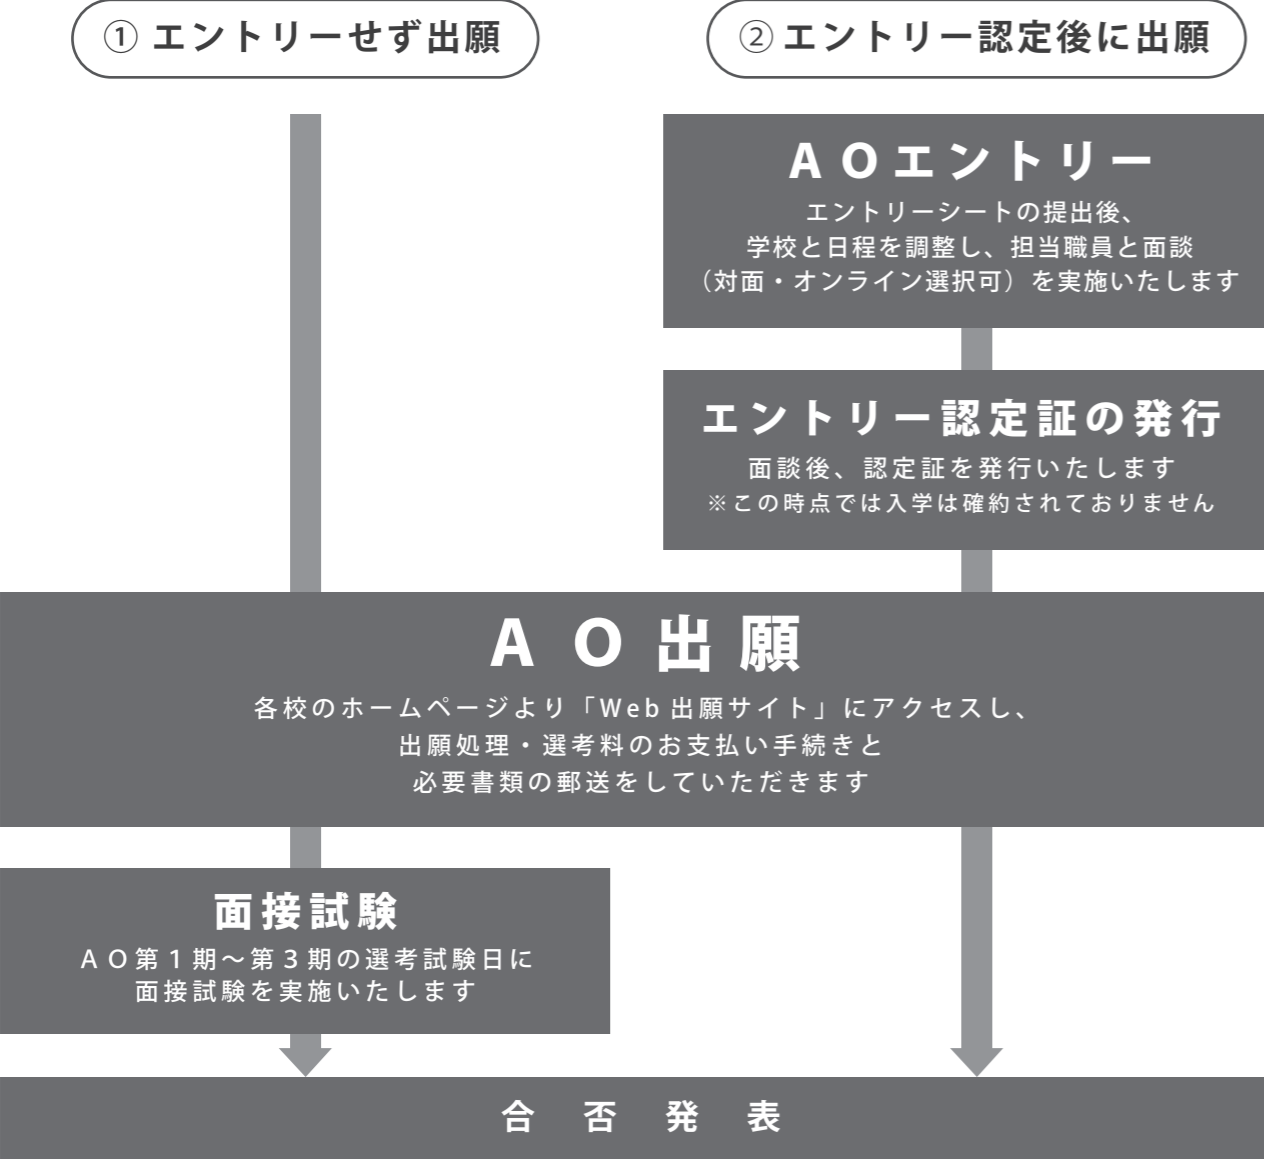 ① エントリーせず出願
② エントリー認定後に出願
ＡＯエントリー
エントリーシートの提出後、
学校と日程を調整し、担当職員と面談
（対面・オンライン選択可）を実施いたします
エントリー認定証の発行
面談後、認定証を発行いたします
※この時点では入学は確約されておりません
ＡＯ出願
各校のホームページより「Web 出願サイト」にアクセスし、
出願処理・選考料のお支払い手続きと
必要書類の郵送をしていただきます
面接試験
ＡＯ第１期～第３期の選考試験日に
面接試験を実施いたします
合否発表